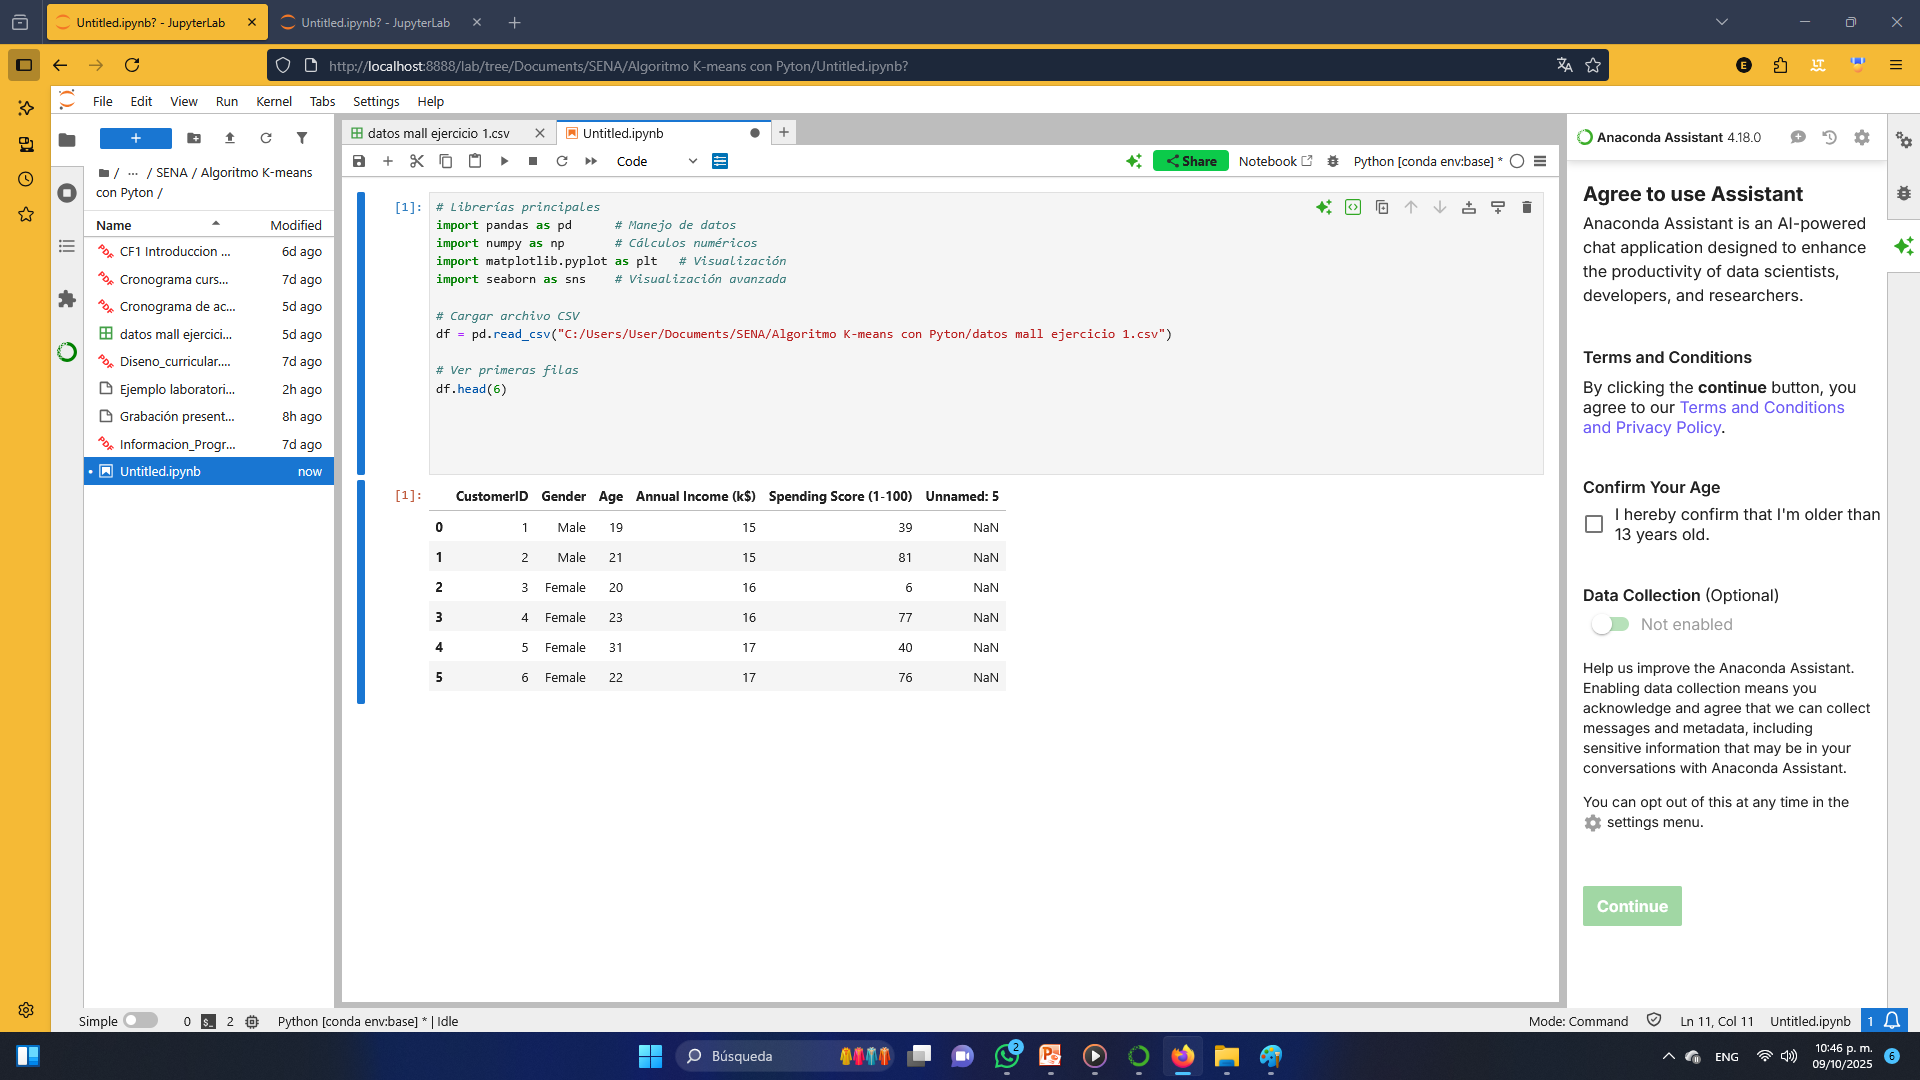 Untitled.ipynb? - JupyterLab
Untitled.ipynb? - JupyterLab
http://localhost:8888/lab/tree/Documents/SENA/Algoritmo K-means con Pyton/Untitled.ipynb?
E
File Edit View Run Kernel Tabs Settings Help
/ ... / SENA / Algoritmo K-means
con Pyton /
Name Modified
CF1 Introduccion ... 6d ago
Cronograma curs... 7d ago
Cronograma de ac... 5d ago
datos mall ejercici... 5d ago
Diseno_curricular.... 7d ago
Ejemplo laboratori... 2h ago
Grabación present... 8h ago
Informacion_Progr... 7d ago
Untitled.ipynb now
datos mall ejercicio 1.csv
Untitled.ipynb
Code
Share
Notebook
Python [conda env:base] *
[1]:
# Librerías principales
import pandas as pd # Manejo de datos
import numpy as np # Cálculos numéricos
import matplotlib.pyplot as plt # Visualización
import seaborn as sns # Visualización avanzada
# Cargar archivo CSV
df = pd.read_csv("C:/Users/User/Documents/SENA/Algoritmo K-means con Pyton/datos mall ejercicio 1.csv")
# Ver primeras filas
df.head(6)
[1]:
CustomerID Gender Age Annual Income (k$) Spending Score (1-100) Unnamed: 5
0 1 Male 19 15 39 NaN
1 2 Male 21 15 81 NaN
2 3 Female 20 16 6 NaN
3 4 Female 23 16 77 NaN
4 5 Female 31 17 40 NaN
5 6 Female 22 17 76 NaN
Anaconda Assistant 4.18.0
Agree to use Assistant
Anaconda Assistant is an AI-powered
chat application designed to enhance
the productivity of data scientists,
developers, and researchers.
Terms and Conditions
By clicking the continue button, you
agree to our Terms and Conditions
and Privacy Policy.
Confirm Your Age
I hereby confirm that I'm older than
13 years old.
Data Collection (Optional)
Not enabled
Help us improve the Anaconda Assistant.
Enabling data collection means you
acknowledge and agree that we can collect
messages and metadata, including
sensitive information that may be in your
conversations with Anaconda Assistant.
You can opt out of this at any time in the
settings menu.
Continue
Simple 0 2 Python [conda env:base] * | Idle
Mode: Command Ln 11, Col 11 Untitled.ipynb 1
Búsqueda
2
ENG
10:46 p. m.
09/10/2025
6